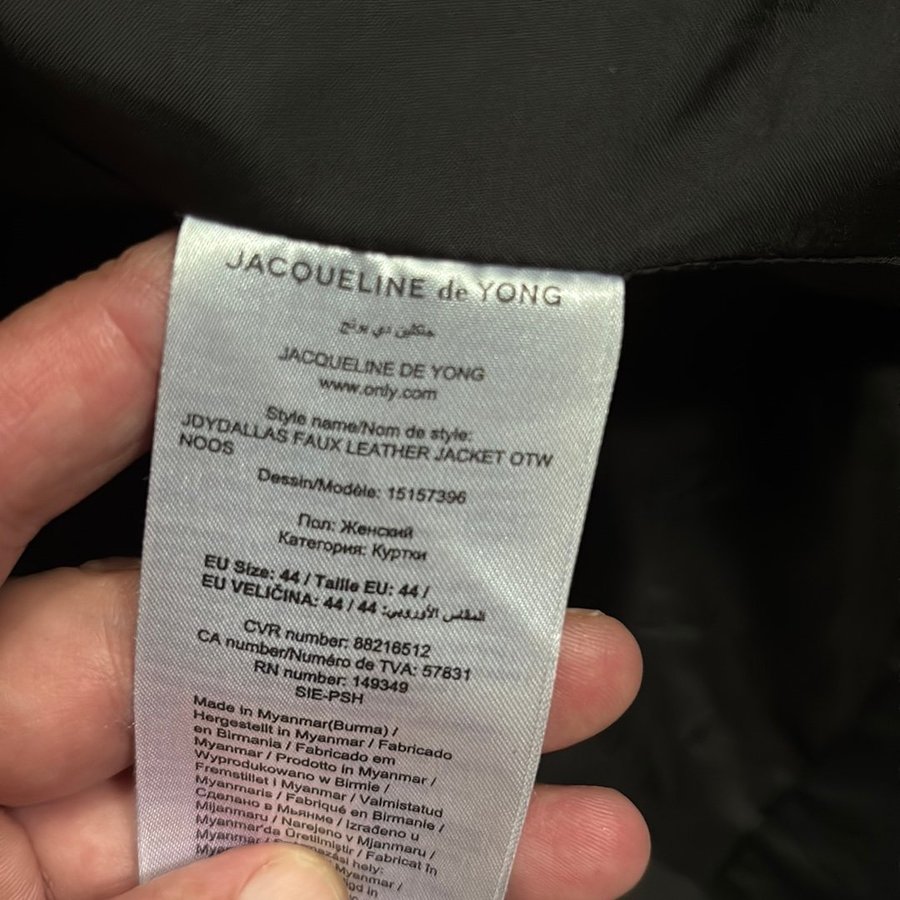 JACQUELINE de YONG
جاكلين دي يونج
JACQUELINE DE YONG
www.only.com
Style name/Nom de style:
JDYDALLAS FAUX LEATHER JACKET OTW
NOOS
Dessin/Modèle: 15157396
Пол: Женский
Категория: Куртки
EU Size: 44 / Taille EU: 44 /
EU VELIČINA: 44 / 44 :المقاس الأوروبي
CVR number: 88216512
CA number/Numéro de TVA: 57831
RN number: 149349
SIE-PSH
Made in Myanmar(Burma) /
Hergestellt in Myanmar / Fabricado
en Birmania / Fabricado em
Myanmar / Prodotto in Myanmar /
Wyprodukowano w Birmie /
Fremstillet i Myanmar / Valmistatud
Myanmaris / Fabriqué en Birmanie /
Сделано в Мьянме / Izrađeno u
Mijanmaru / Narejeno v Mjanmaru /
Myanmar'da Üretilmiştir / Fabricat în
Myanmar / hely:
Myanmar /